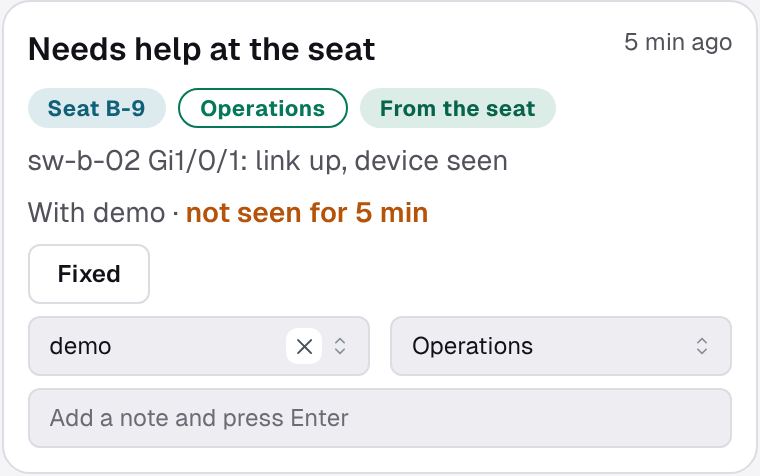 Needs help at the seat
5 min ago
Seat B-9
Operations
From the seat
sw-b-02 Gi1/0/1: link up, device seen
With demo · not seen for 5 min
Fixed
demo
Operations
Add a note and press Enter